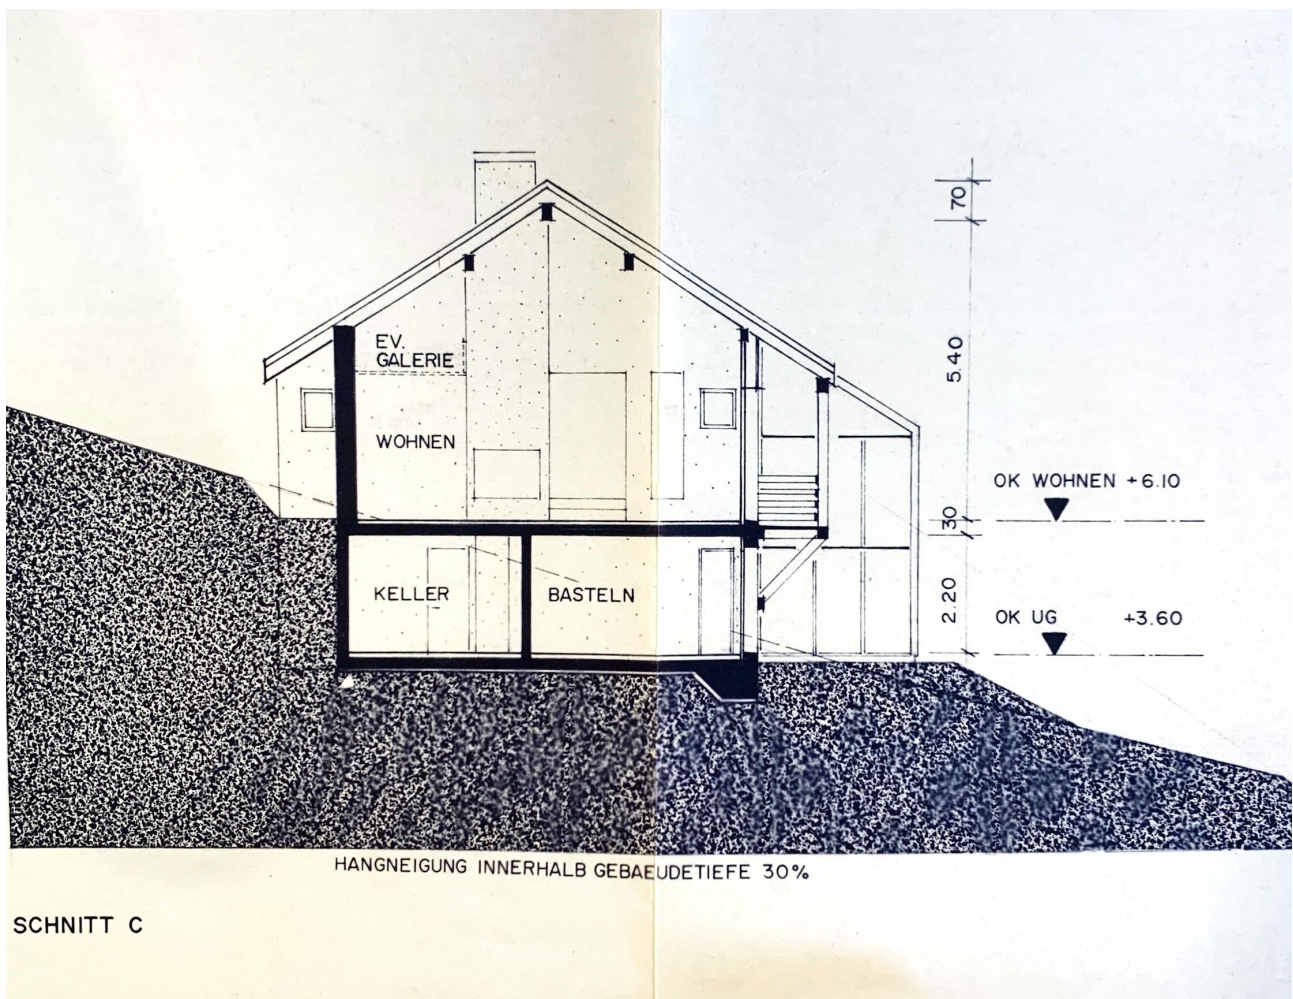 70
EV.
GALERIE
5.40
WOHNEN
OK WOHNEN +6.10
30
KELLER
BASTELN
2.20
OK UG +3.60
HANGNEIGUNG INNERHALB GEBAEUDETIEFE 30%
SCHNITT C